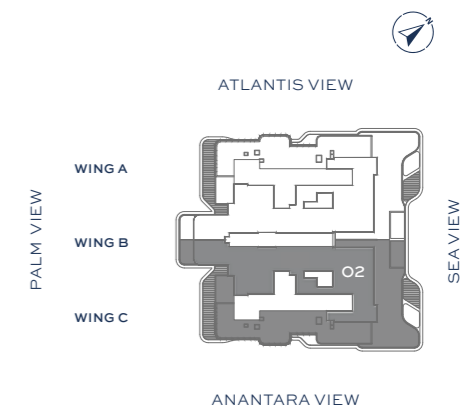 N
ATLANTIS VIEW
WING A
PALM VIEW
WING B
SEA VIEW
02
WING C
ANANTARA VIEW